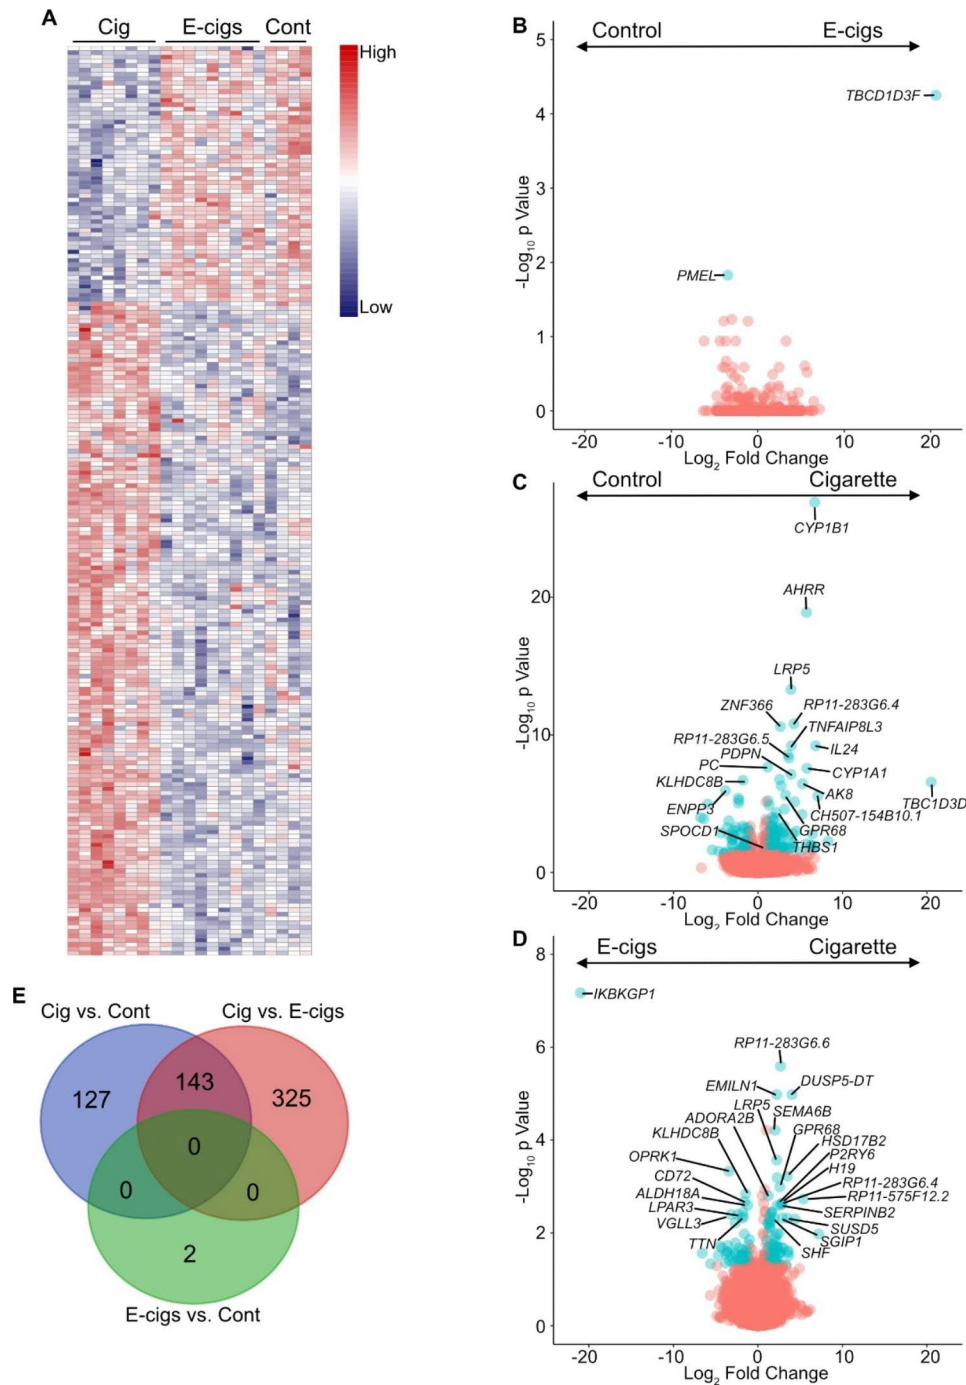 A
Cig E-cigs Cont
High
Low
B
Control E-cigs
5
4
3
2
1
0
-Log10 p Value
TBCD1D3F
PMEL
-20 -10 0 10 20
Log2 Fold Change
C
Control Cigarette
20
10
0
-Log10 p Value
CYP1B1
AHRR
LRP5
ZNF366
RP11-283G6.4
TNFAIP8L3
RP11-283G6.5
IL24
PDPN
PC
CYP1A1
KLHDC8B
AK8
TBC1D3D
ENPP3
CH507-154B10.1
SPOCD1
GPR68
THBS1
-20 -10 0 10 20
Log2 Fold Change
D
E-cigs Cigarette
8
6
4
2
0
-Log10 p Value
IKBKGP1
RP11-283G6.6
EMILN1
DUSP5-DT
LRP5
SEMA6B
ADORA2B
GPR68
KLHDC8B
HSD17B2
OPRK1
P2RY6
H19
CD72
RP11-283G6.4
ALDH18A
RP11-575F12.2
LPAR3
SERPINB2
VGLL3
SUSD5
TTN
SGIP1
SHF
-20 -10 0 10 20
Log2 Fold Change
E
Cig vs. Cont Cig vs. E-cigs
127 143 325
0
0 0
2
E-cigs vs. Cont